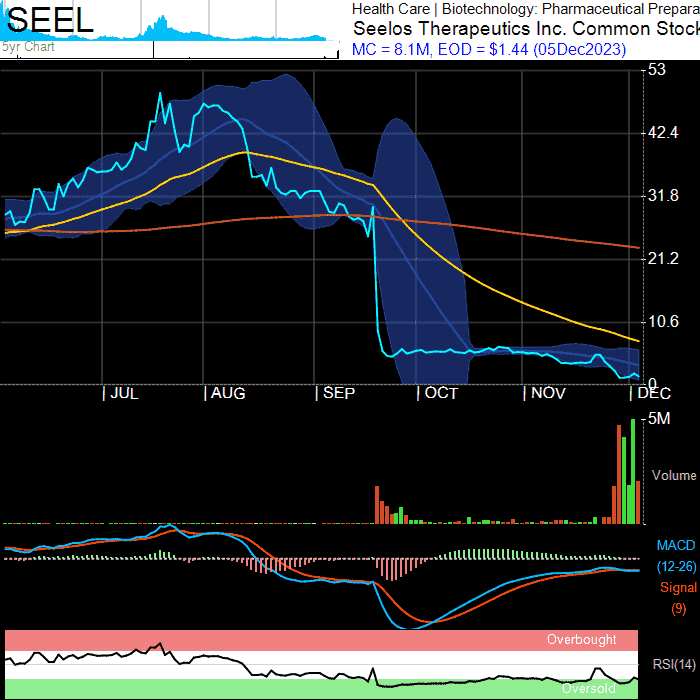 SEEL
5yr Chart
Health Care | Biotechnology: Pharmaceutical Prepara
Seelos Therapeutics Inc. Common Stock
MC = 8.1M, EOD = $1.44 (05Dec2023)
53
42.4
31.8
21.2
10.6
0
JUL AUG SEP OCT NOV DEC
5M
Volume
MACD
(12-26)
Signal
(9)
Overbought
RSI(14)
Oversold